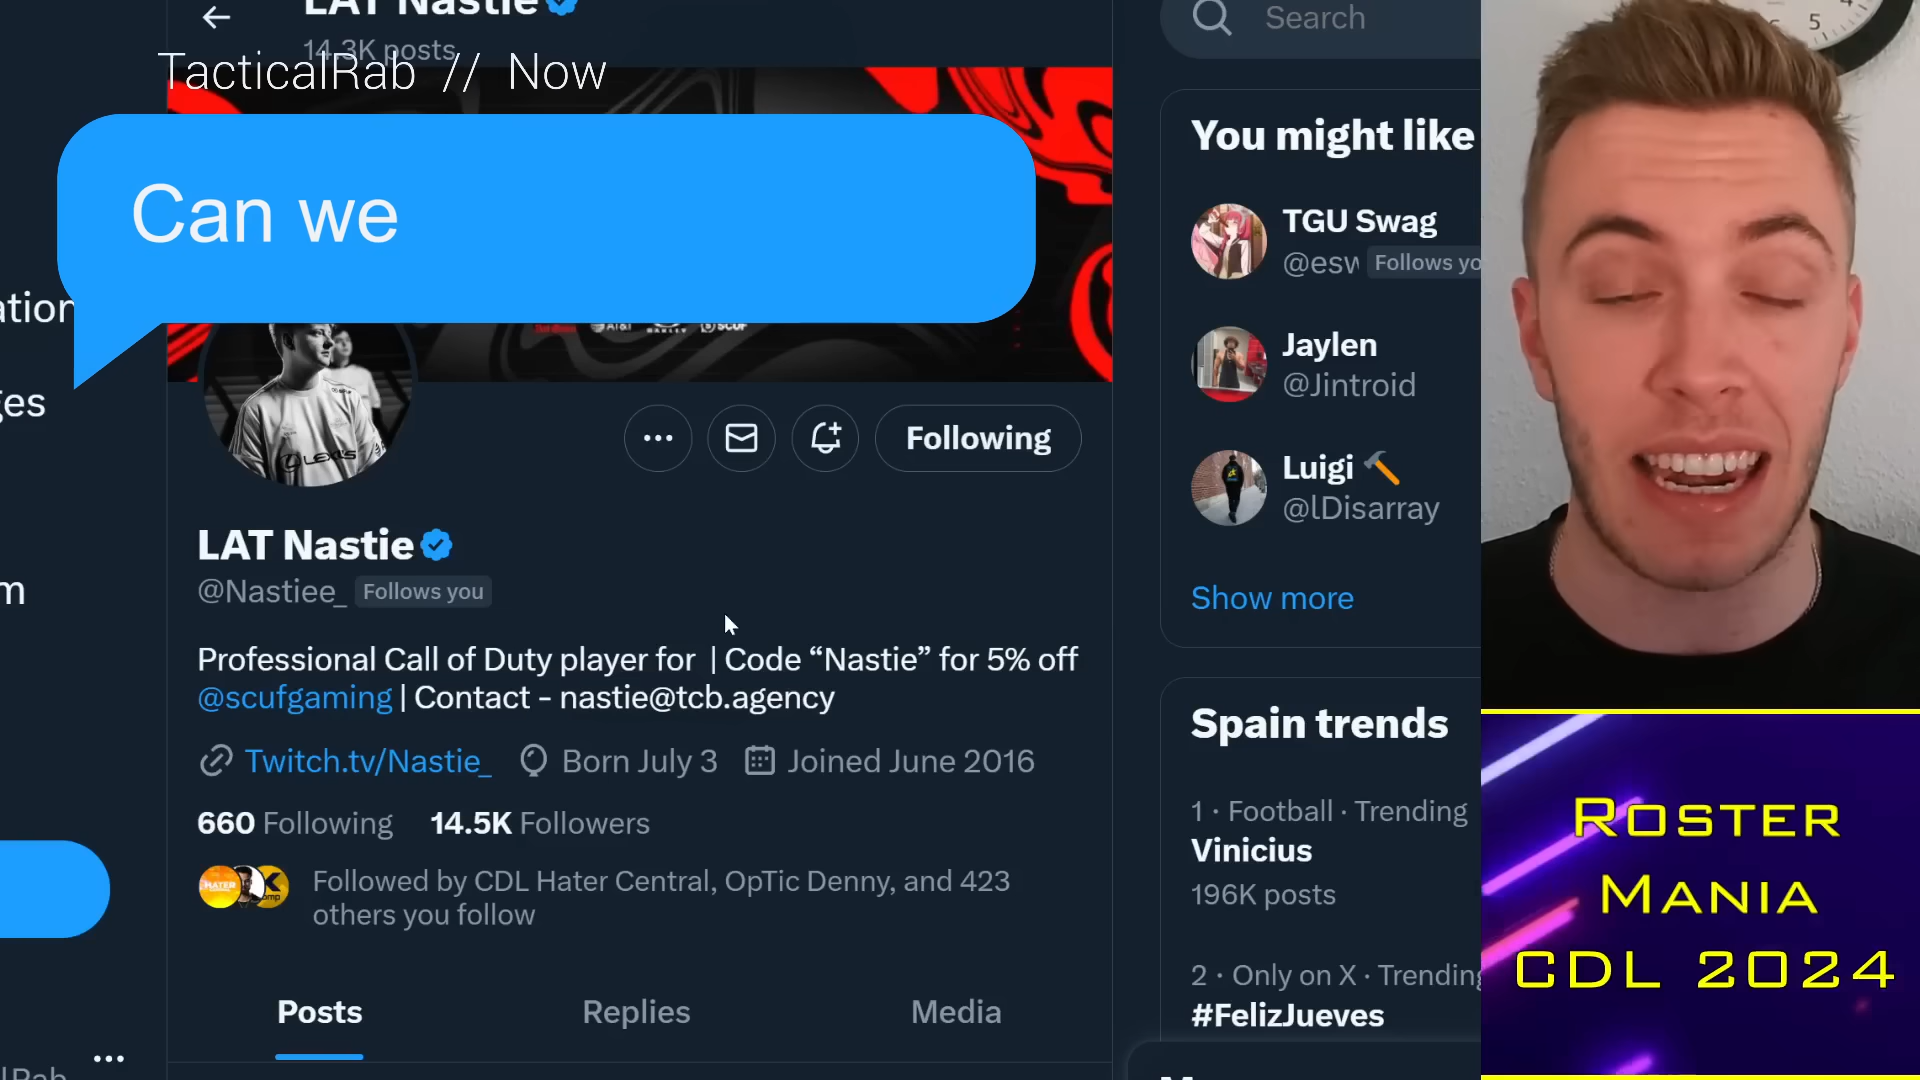 LAT Nastie
14.3K posts
TacticalRab // Now
Can we
AT&T
SCUF
LEXUS
Following
LAT Nastie
@Nastiee_ Follows you
Professional Call of Duty player for | Code “Nastie” for 5% off
@scufgaming | Contact - nastie@tcb.agency
Twitch.tv/Nastie_ Born July 3 Joined June 2016
660 Following 14.5K Followers
Followed by CDL Hater Central, OpTic Denny, and 423
others you follow
Posts Replies Media
Search
You might like
TGU Swag
@esw Follows yo
Jaylen
@Jintroid
Luigi
@lDisarray
Show more
Spain trends
1 · Football · Trending
Vinicius
196K posts
2 · Only on X · Trending
#FelizJueves
5
ROSTER
MANIA
CDL 2024